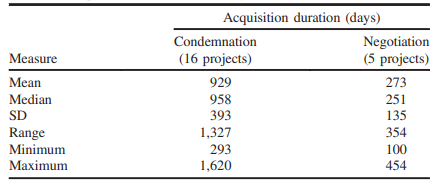 Acquisition duration (days)
Condemnation Negotiation
Measure (16 projects) (5 projects)
Mean 929 273
Median 958 251
SD 393 135
Range 1,327 354
Minimum 293 100
Maximum 1,620 454